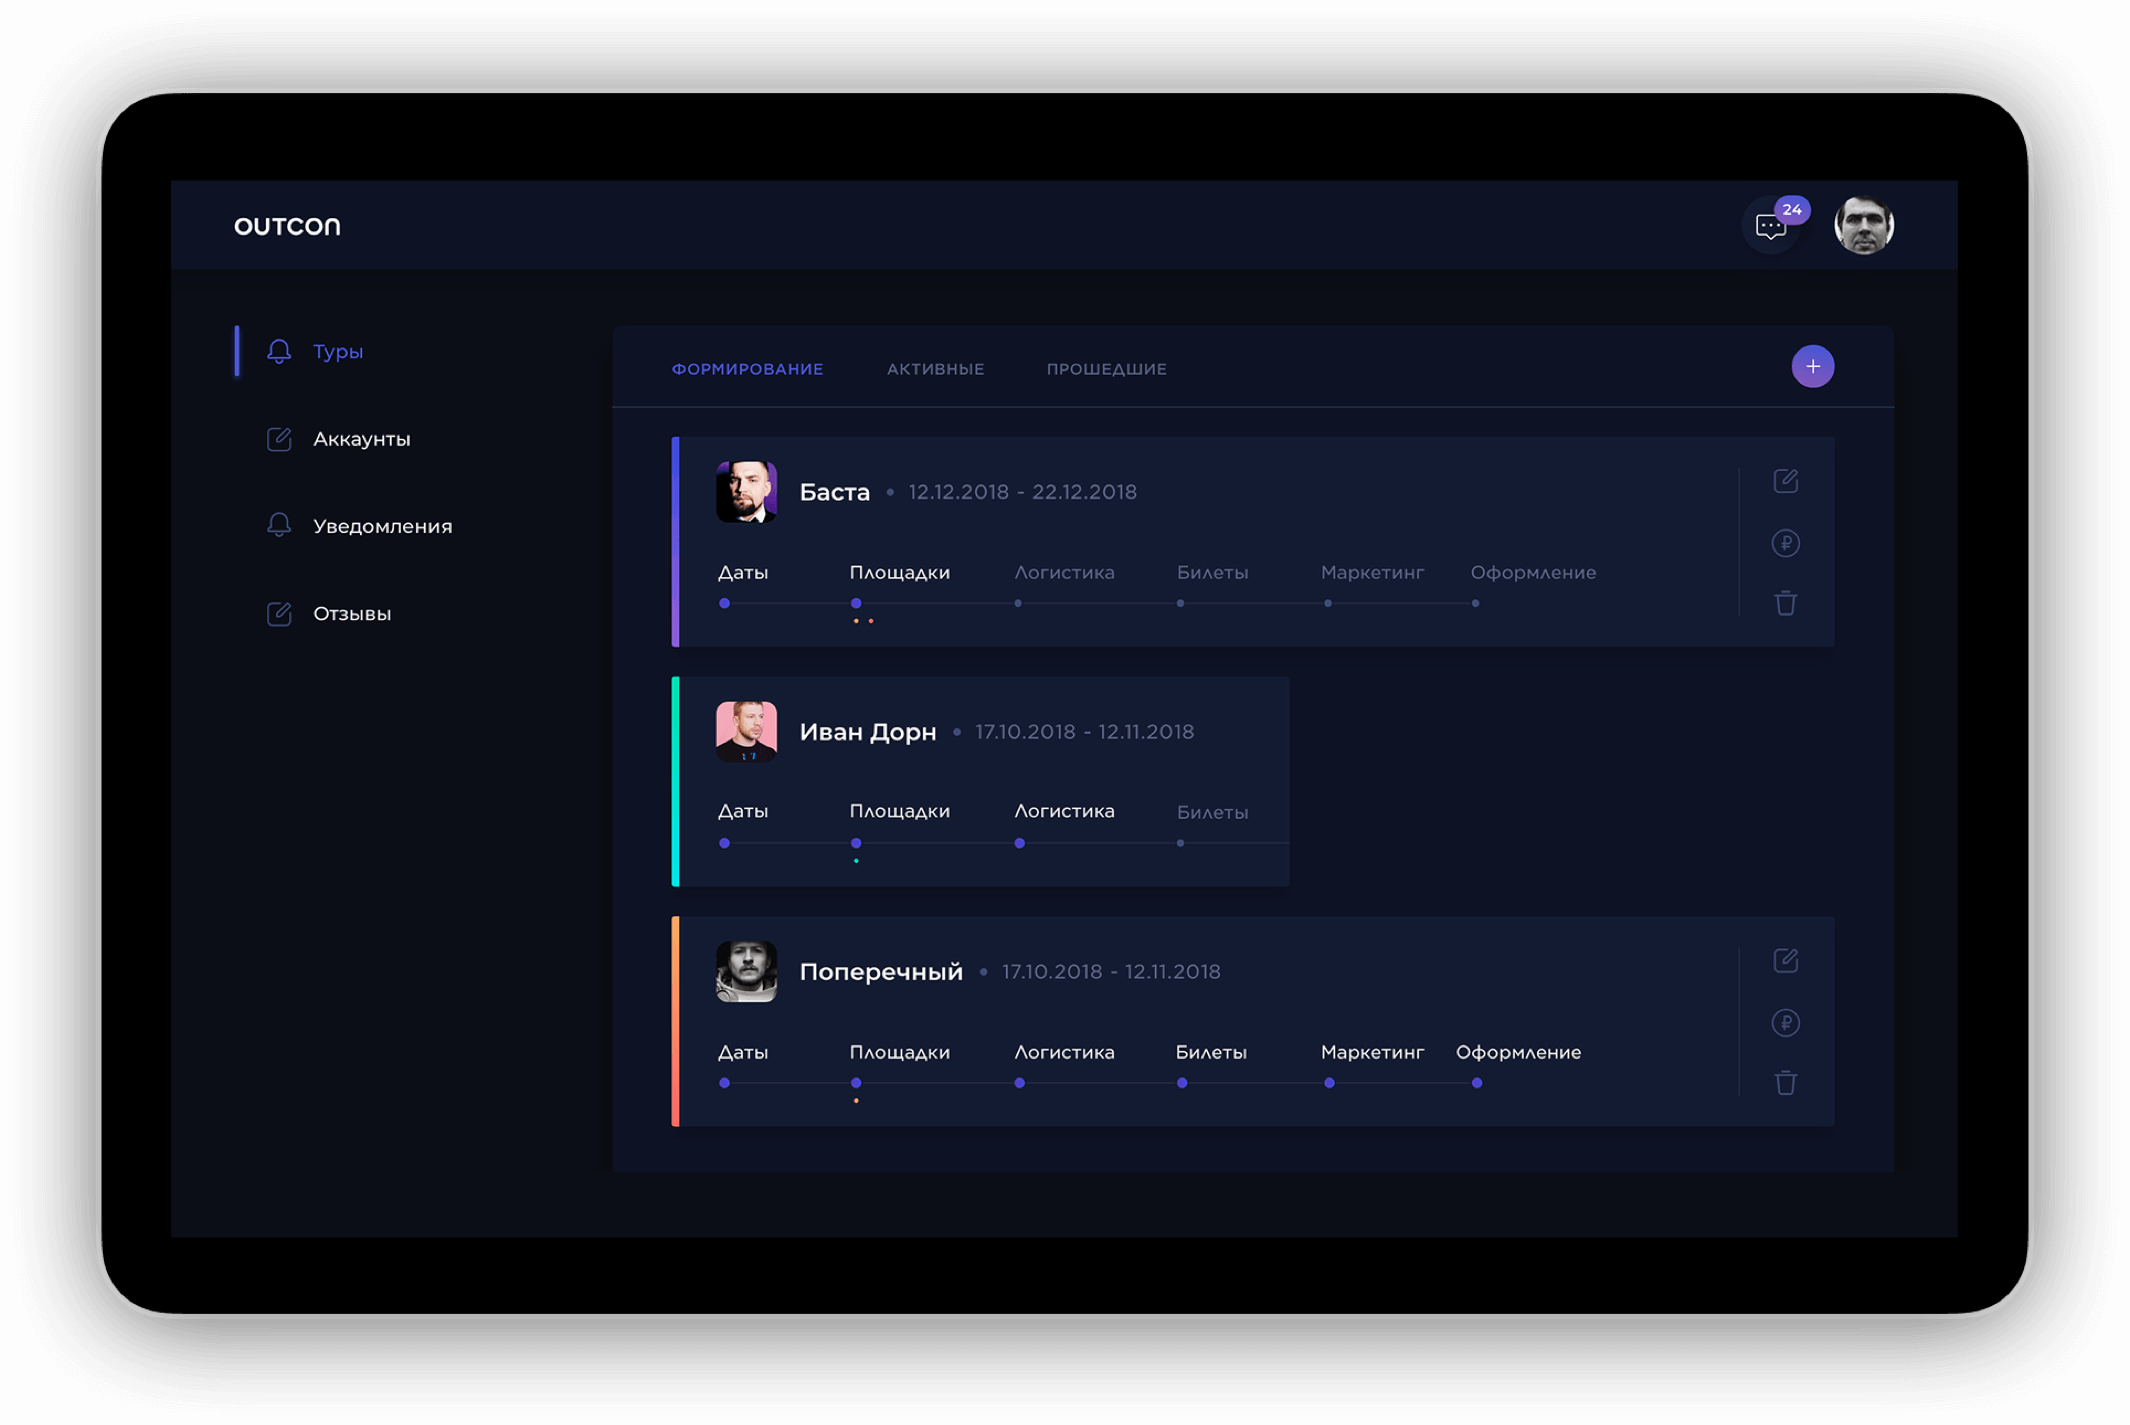 OUTCON
24
Туры
Аккаунты
Уведомления
Отзывы
ФОРМИРОВАНИЕ АКТИВНЫЕ ПРОШЕДШИЕ
+
Баста • 12.12.2018 - 22.12.2018
Даты Площадки Логистика Билеты Маркетинг Оформление
Иван Дорн • 17.10.2018 - 12.11.2018
Даты Площадки Логистика Билеты
Поперечный • 17.10.2018 - 12.11.2018
Даты Площадки Логистика Билеты Маркетинг Оформление